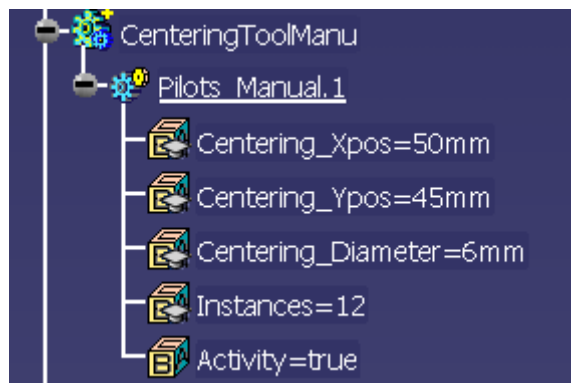 CenteringToolManu
Pilots_Manual.1
Centering_Xpos=50mm
Centering_Ypos=45mm
Centering_Diameter=6mm
Instances=12
Activity=true